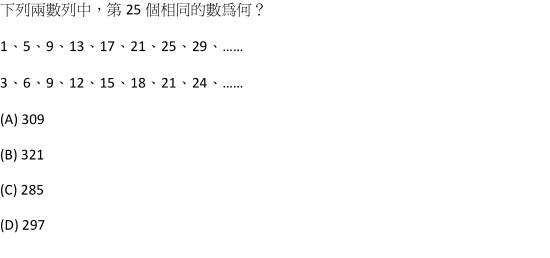 下列兩數列中，第 25 個相同的數為何？
1、5、9、13、17、21、25、29、……
3、6、9、12、15、18、21、24、……
(A) 309
(B) 321
(C) 285
(D) 297